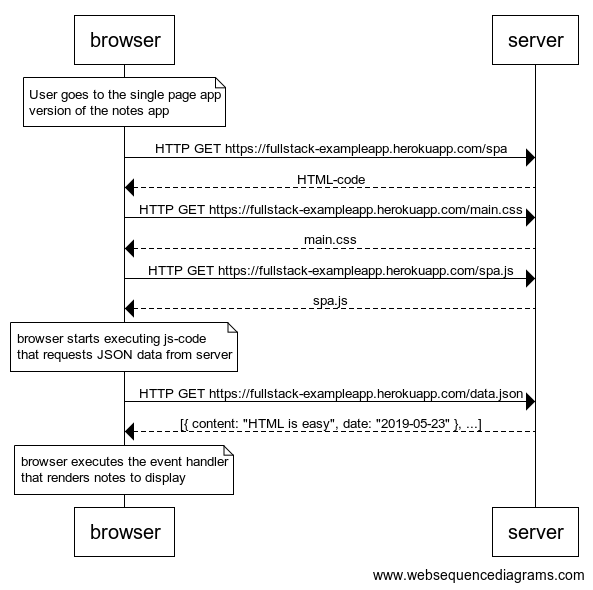 browser
server
User goes to the single page app
version of the notes app
HTTP GET https://fullstack-exampleapp.herokuapp.com/spa
HTML-code
HTTP GET https://fullstack-exampleapp.herokuapp.com/main.css
main.css
HTTP GET https://fullstack-exampleapp.herokuapp.com/spa.js
spa.js
browser starts executing js-code
that requests JSON data from server
HTTP GET https://fullstack-exampleapp.herokuapp.com/data.json
[{ content: "HTML is easy", date: "2019-05-23" }, ...]
browser executes the event handler
that renders notes to display
browser
server
www.websequencediagrams.com